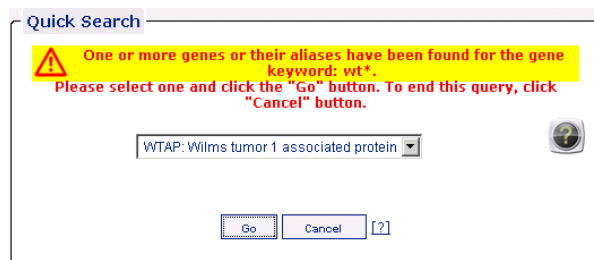 Quick Search
One or more genes or their aliases have been found for the gene
keyword: wt*.
Please select one and click the "Go" button. To end this query, click
"Cancel" button.
WTAP: Wilms tumor 1 associated protein
?
Go Cancel [?]